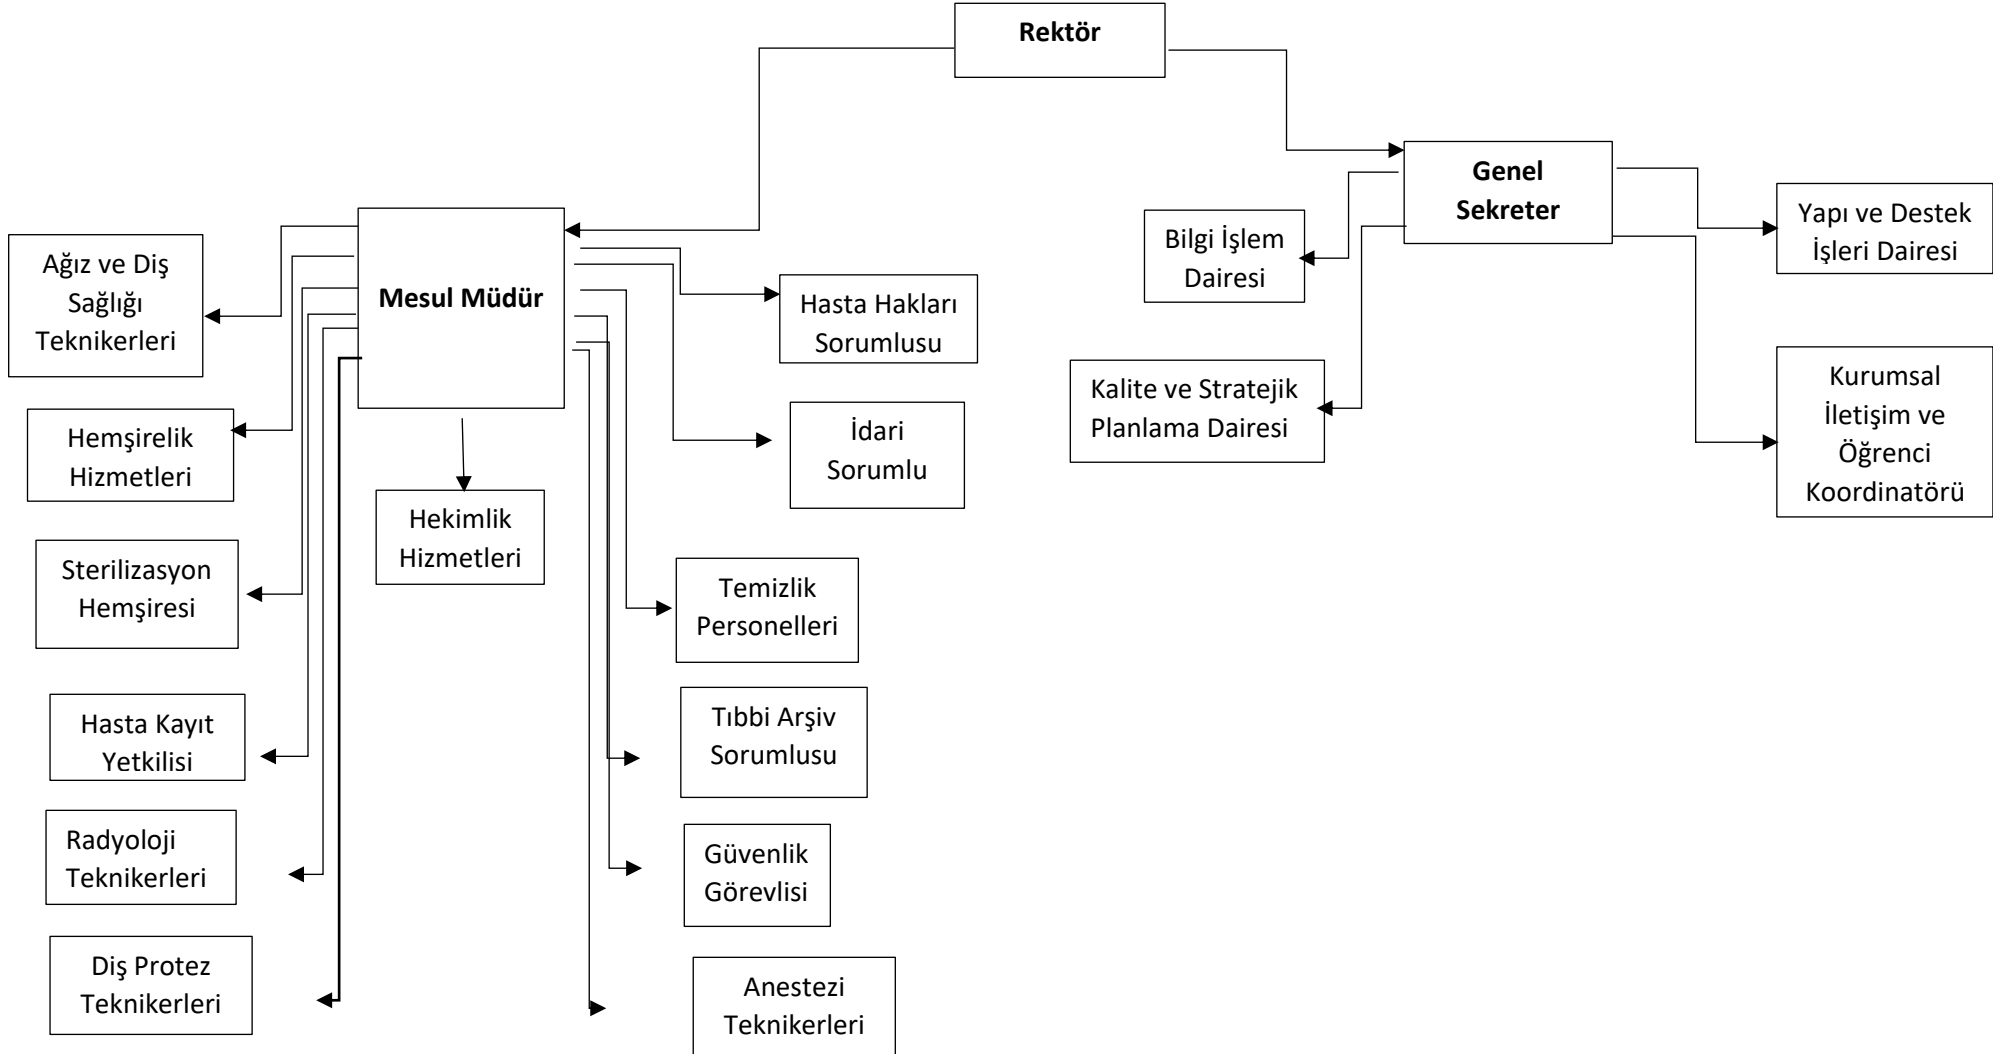 Rektör
Genel
Sekreter
Yapı ve Destek
İşleri Dairesi
Bilgi İşlem
Dairesi
Kalite ve Stratejik
Planlama Dairesi
Kurumsal
İletişim ve
Öğrenci
Koordinatörü
Mesul Müdür
Ağız ve Diş
Sağlığı
Teknikerleri
Hemşirelik
Hizmetleri
Sterilizasyon
Hemşiresi
Hasta Kayıt
Yetkilisi
Radyoloji
Teknikerleri
Diş Protez
Teknikerleri
Hekimlik
Hizmetleri
Hasta Hakları
Sorumlusu
İdari
Sorumlu
Temizlik
Personelleri
Tıbbi Arşiv
Sorumlusu
Güvenlik
Görevlisi
Anestezi
Teknikerleri